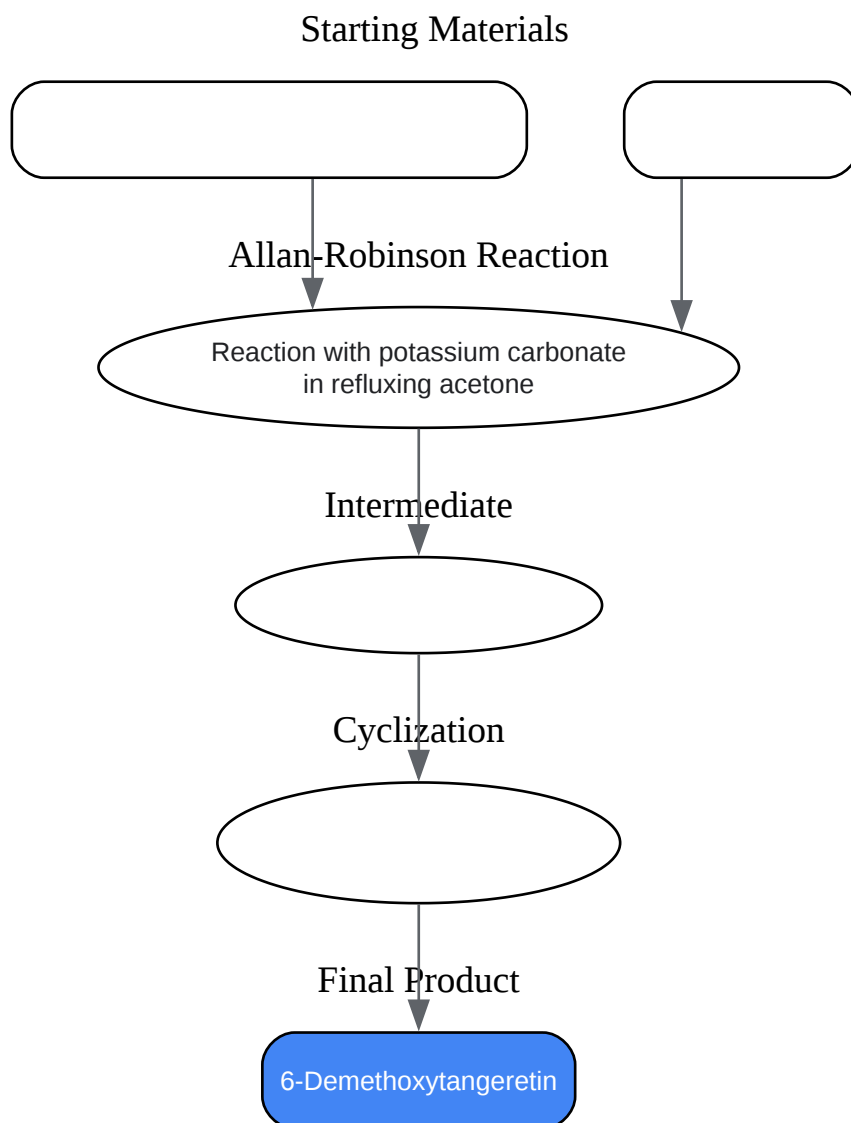 Starting Materials
Allan-Robinson Reaction
Reaction with potassium carbonate
in refluxing acetone
Intermediate
Cyclization
Final Product
6-Demethoxytangeretin